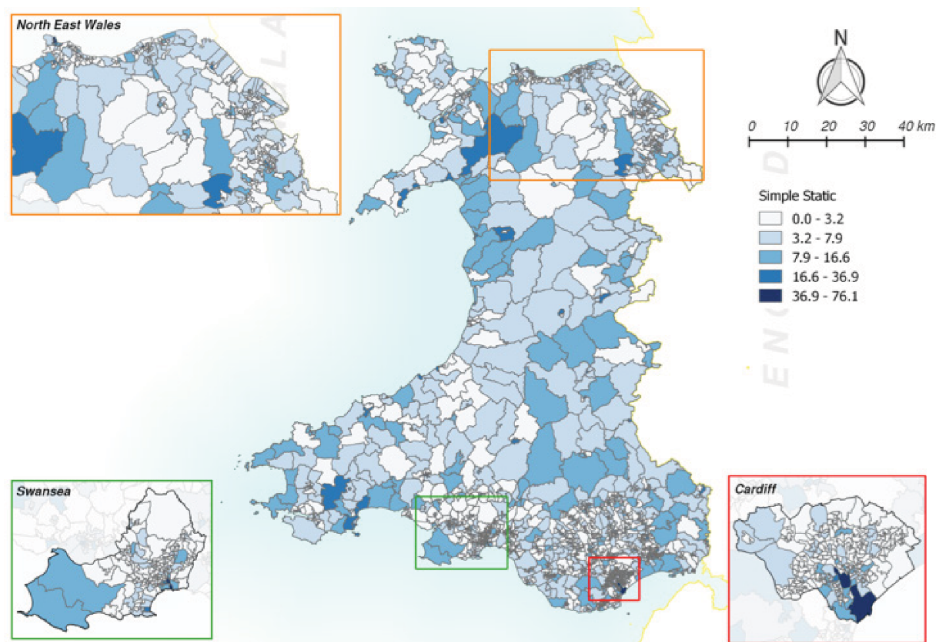 North East Wales
N
0 10 20 30 40 km
Simple Static
0.0 - 3.2
3.2 - 7.9
7.9 - 16.6
16.6 - 36.9
36.9 - 76.1
Swansea
Cardiff